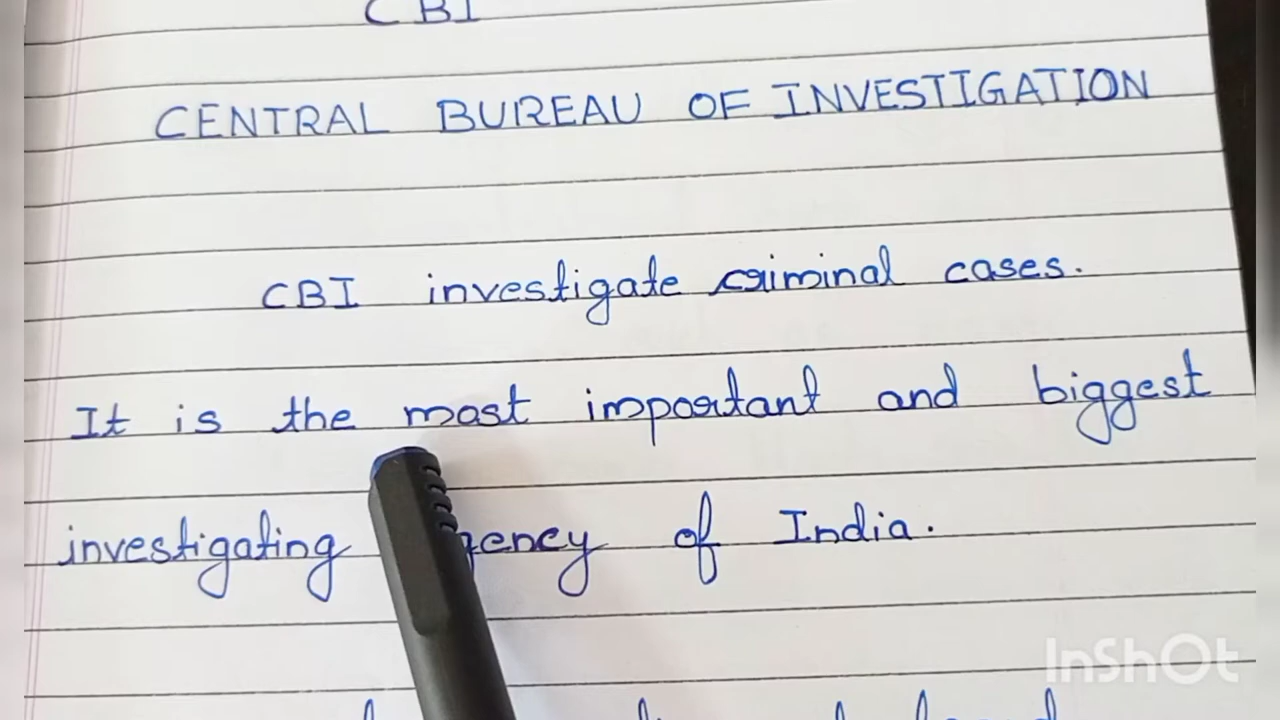 CBI
CENTRAL BUREAU OF INVESTIGATION
CBI investigate criminal cases.
It is the most important and biggest
investigating gency of India.
InShOt